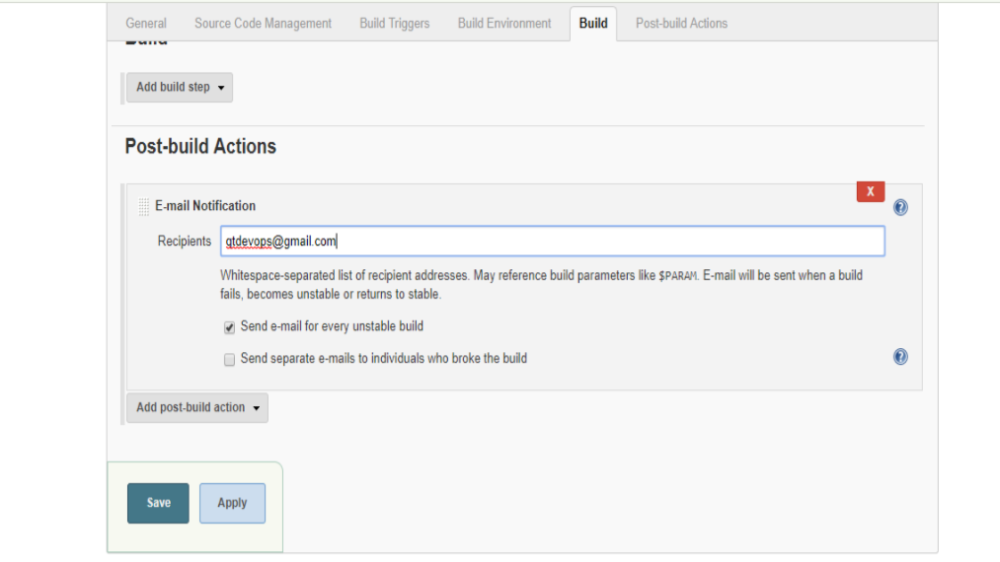 General Source Code Management Build Triggers Build Environment Build Post-build Actions
Build
Add build step
Post-build Actions
X
E-mail Notification
?
Recipients qtdevops@gmail.com
Whitespace-separated list of recipient addresses. May reference build parameters like $PARAM. E-mail will be sent when a build
fails, becomes unstable or returns to stable.
Send e-mail for every unstable build
Send separate e-mails to individuals who broke the build
?
Add post-build action
Save Apply